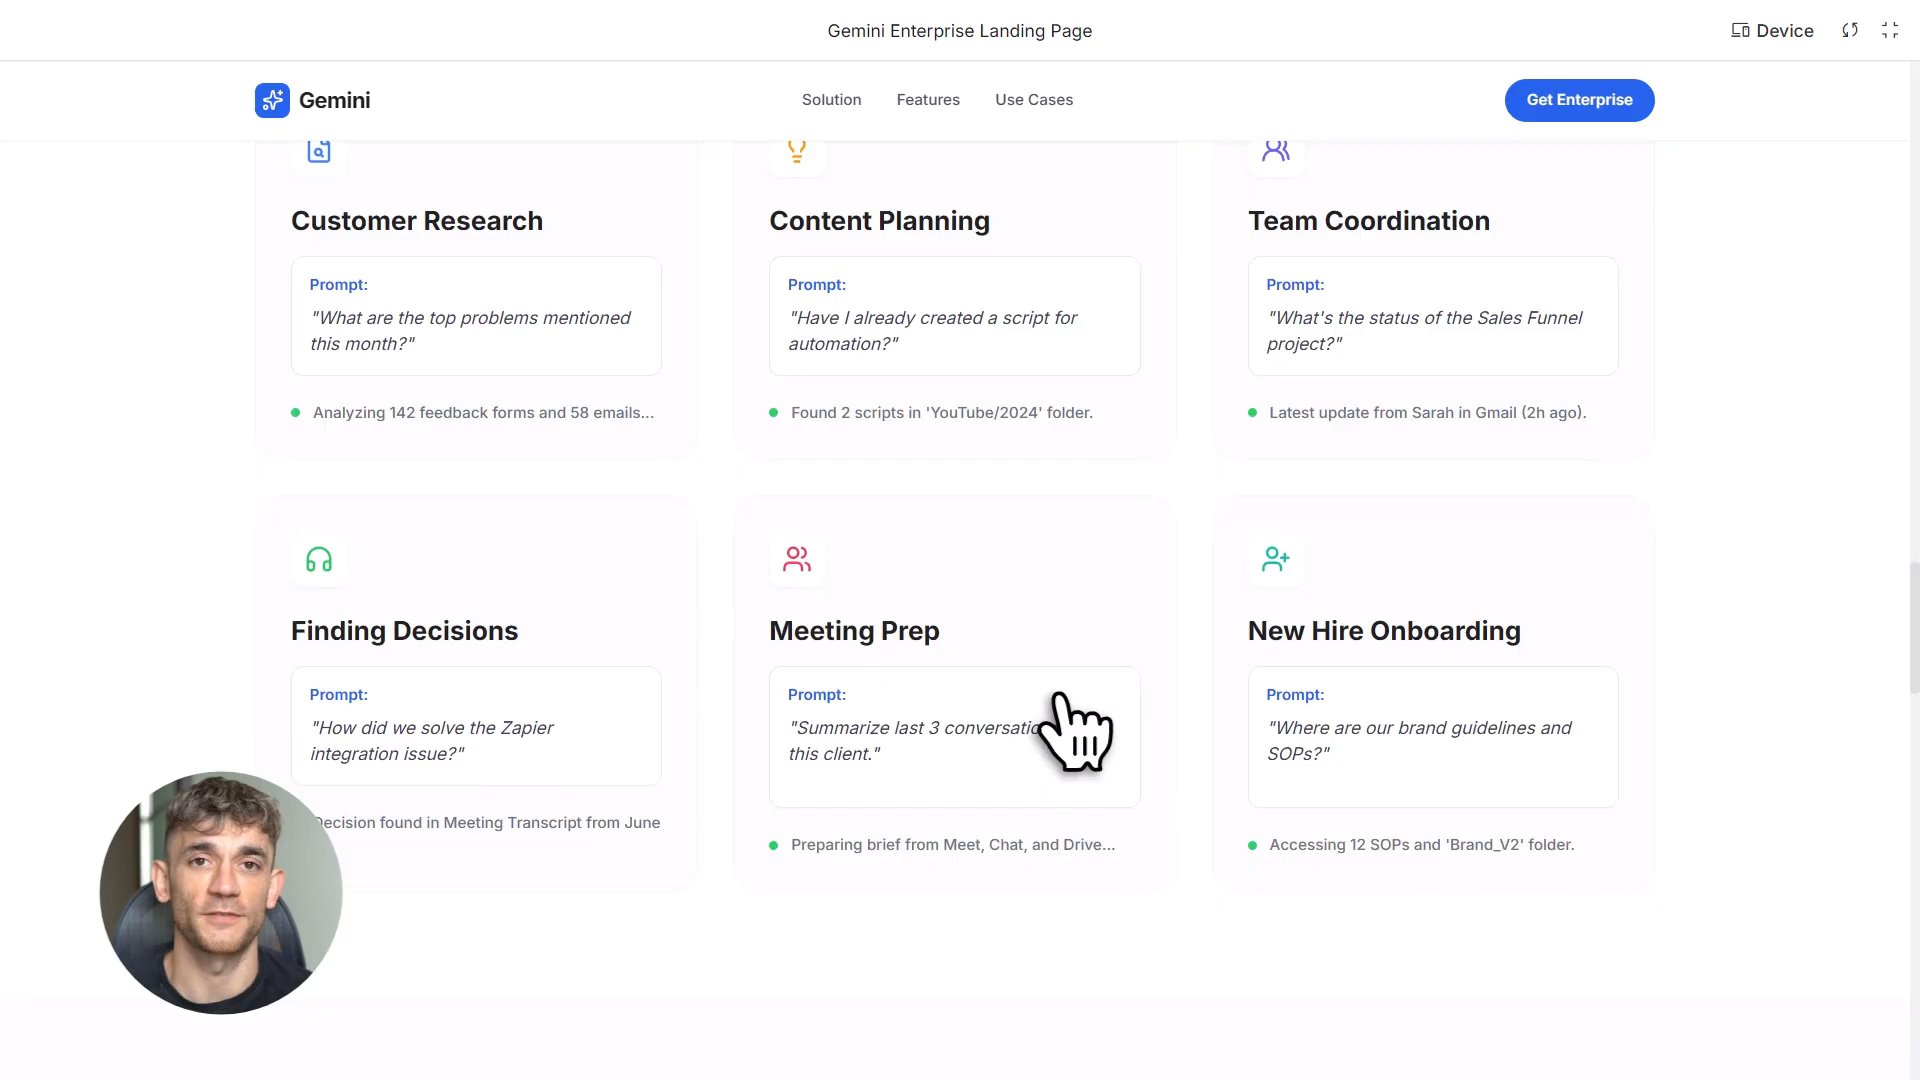 Gemini Enterprise Landing Page
Device
Gemini
Solution
Features
Use Cases
Get Enterprise
Customer Research
Prompt:
"What are the top problems mentioned
this month?"
Analyzing 142 feedback forms and 58 emails...
Content Planning
Prompt:
"Have I already created a script for
automation?"
Found 2 scripts in 'YouTube/2024' folder.
Team Coordination
Prompt:
"What's the status of the Sales Funnel
project?"
Latest update from Sarah in Gmail (2h ago).
Finding Decisions
Prompt:
"How did we solve the Zapier
integration issue?"
Decision found in Meeting Transcript from June
Meeting Prep
Prompt:
"Summarize last 3
this client."
Preparing brief from Meet, Chat, and Drive...
New Hire Onboarding
Prompt:
"Where are our brand guidelines and
SOPs?"
Accessing 12 SOPs and 'Brand_V2' folder.